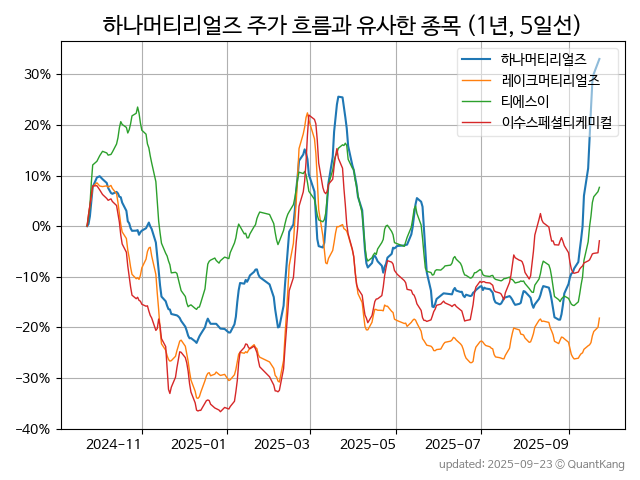 하나머티리얼즈 주가 흐름과 유사한 종목 (1년, 5일선)
하나머티리얼즈
레이크머티리얼즈
티에스이
이수스페셜티케미컬
30%
20%
10%
0%
−10%
−20%
−30%
−40%
2024-11
2025-01
2025-03
2025-05
2025-07
2025-09
updated: 2025-09-23 © QuantKang